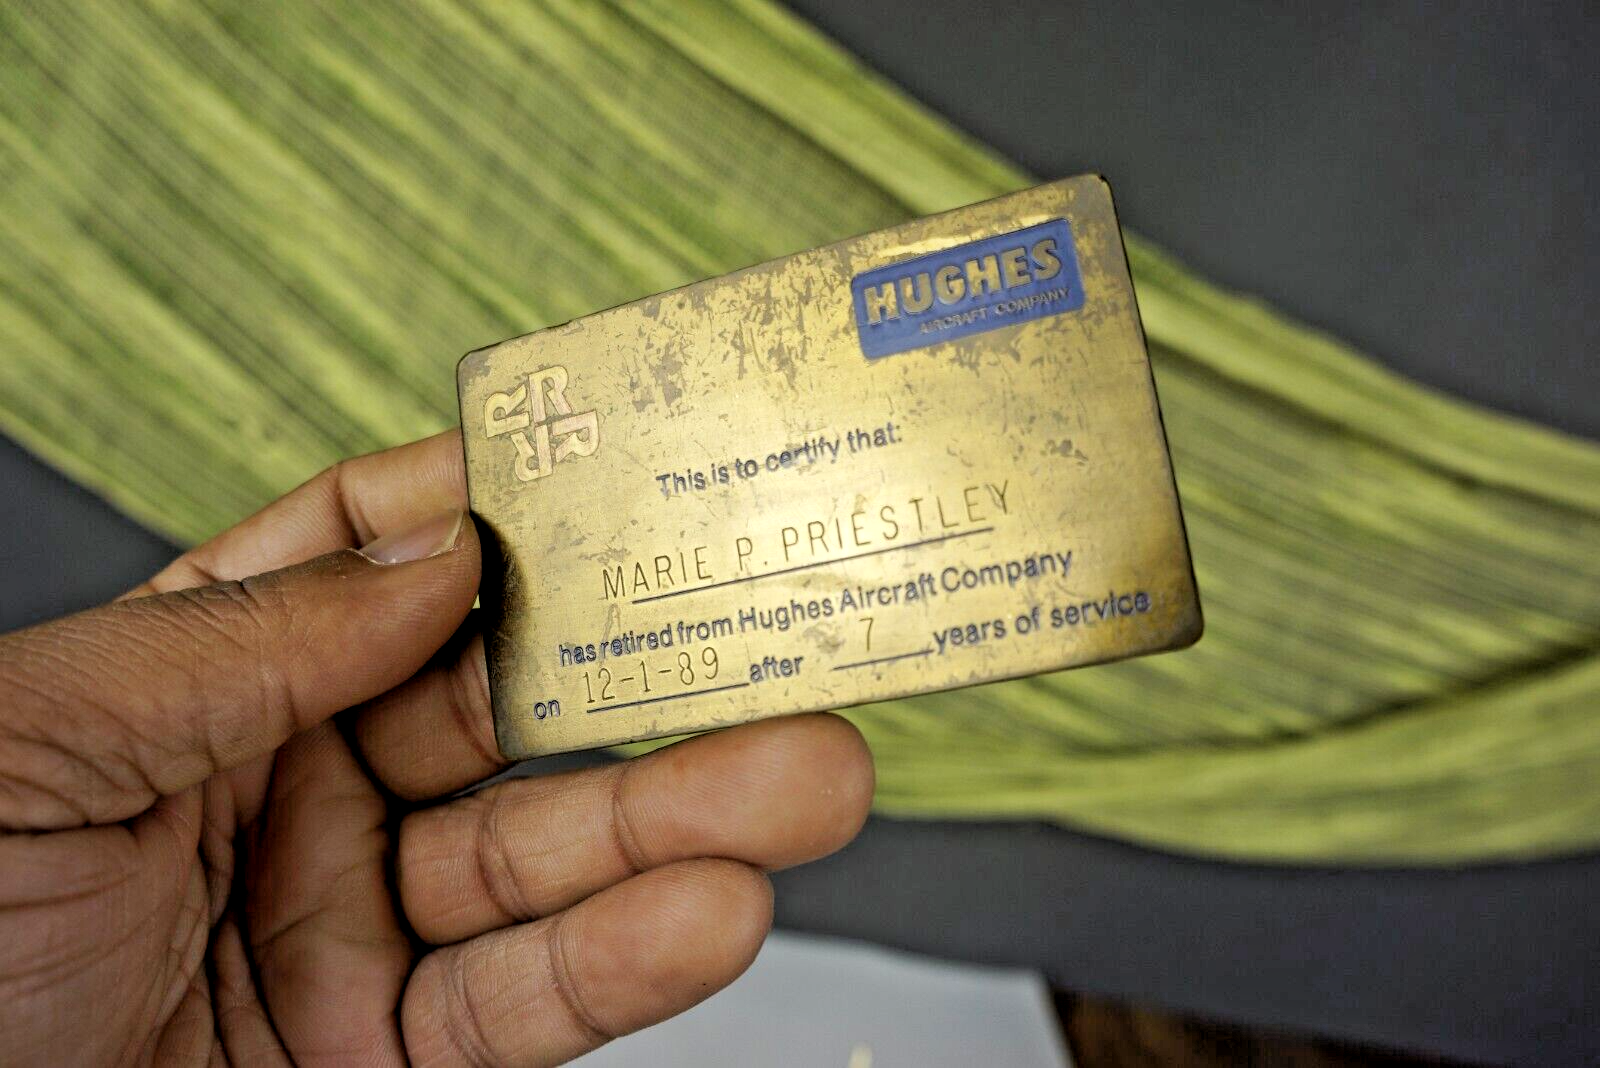 HUGHES
AIRCRAFT COMPANY
R R
R R
This is to certify that:
MARIE P. PRIESTLEY
has retired from Hughes Aircraft Company
on 12-1-89 after 7 years of service